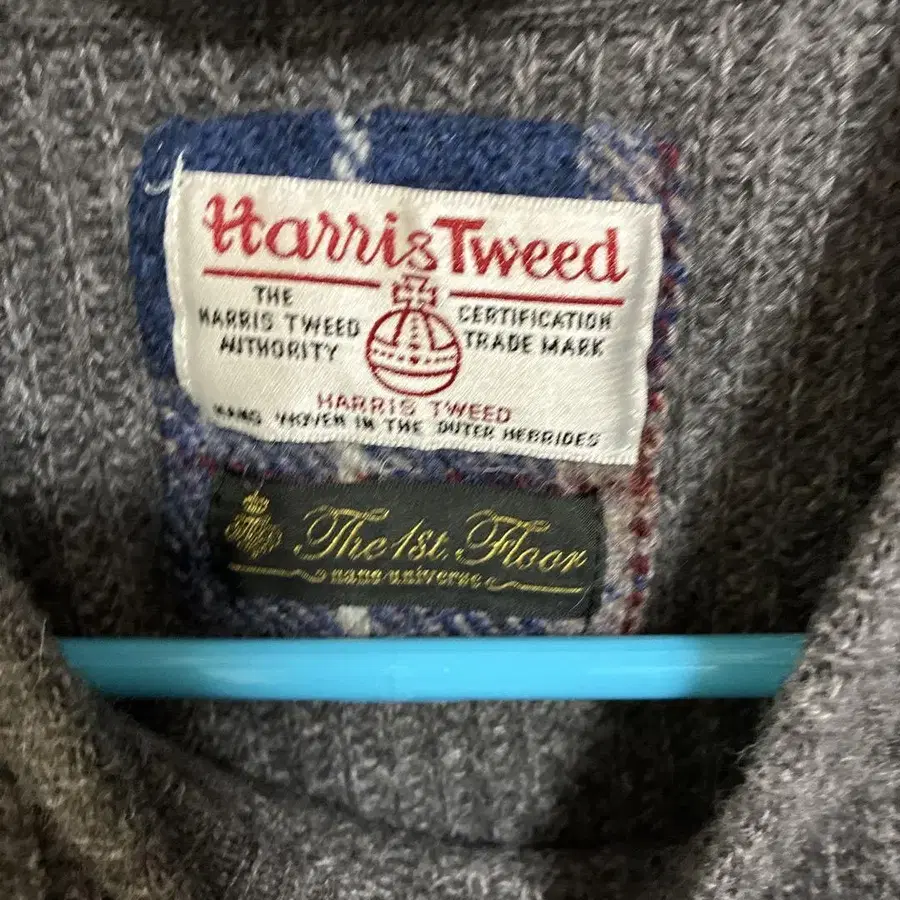 Harris Tweed
THE HARRIS TWEED AUTHORITY
CERTIFICATION TRADE MARK
HARRIS TWEED
HAND WOVEN IN THE OUTER HEBRIDES
The 1st. Floor
nano·universe